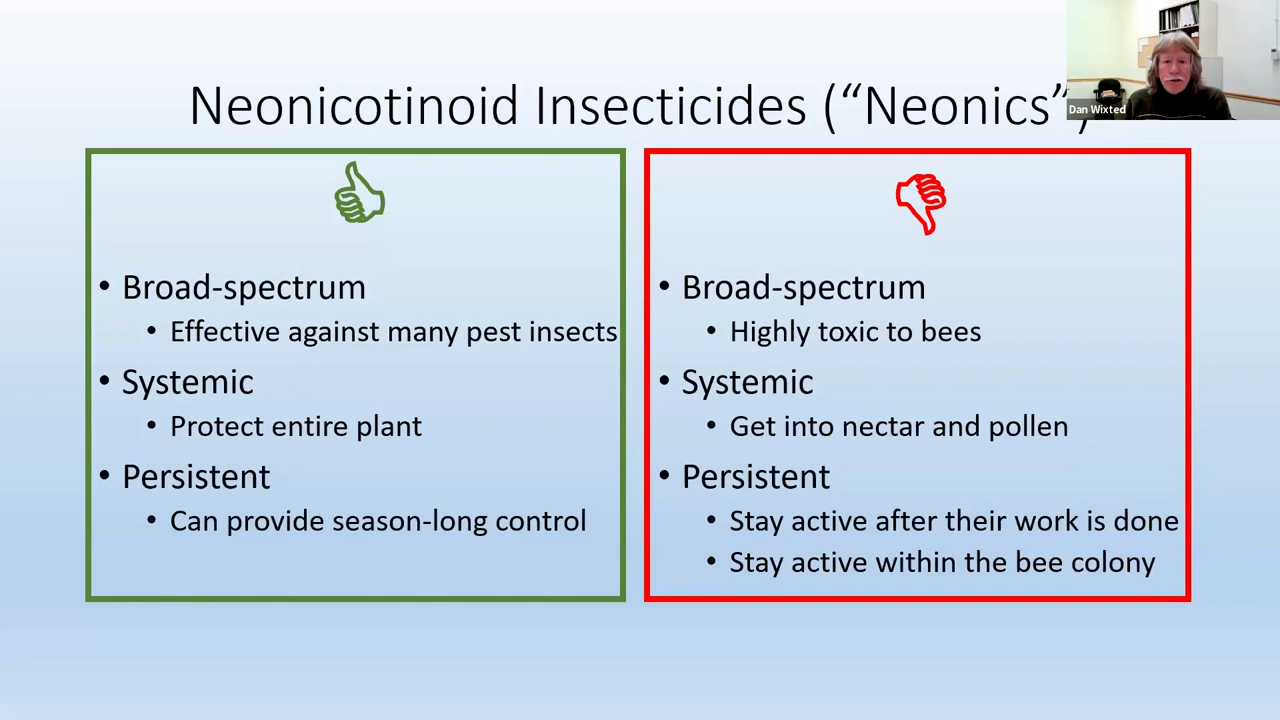 Neonicotinoid Insecticides (“Neonics”)
Dan Wixted
• Broad-spectrum
• Effective against many pest insects
• Systemic
• Protect entire plant
• Persistent
• Can provide season-long control
• Broad-spectrum
• Highly toxic to bees
• Systemic
• Get into nectar and pollen
• Persistent
• Stay active after their work is done
• Stay active within the bee colony